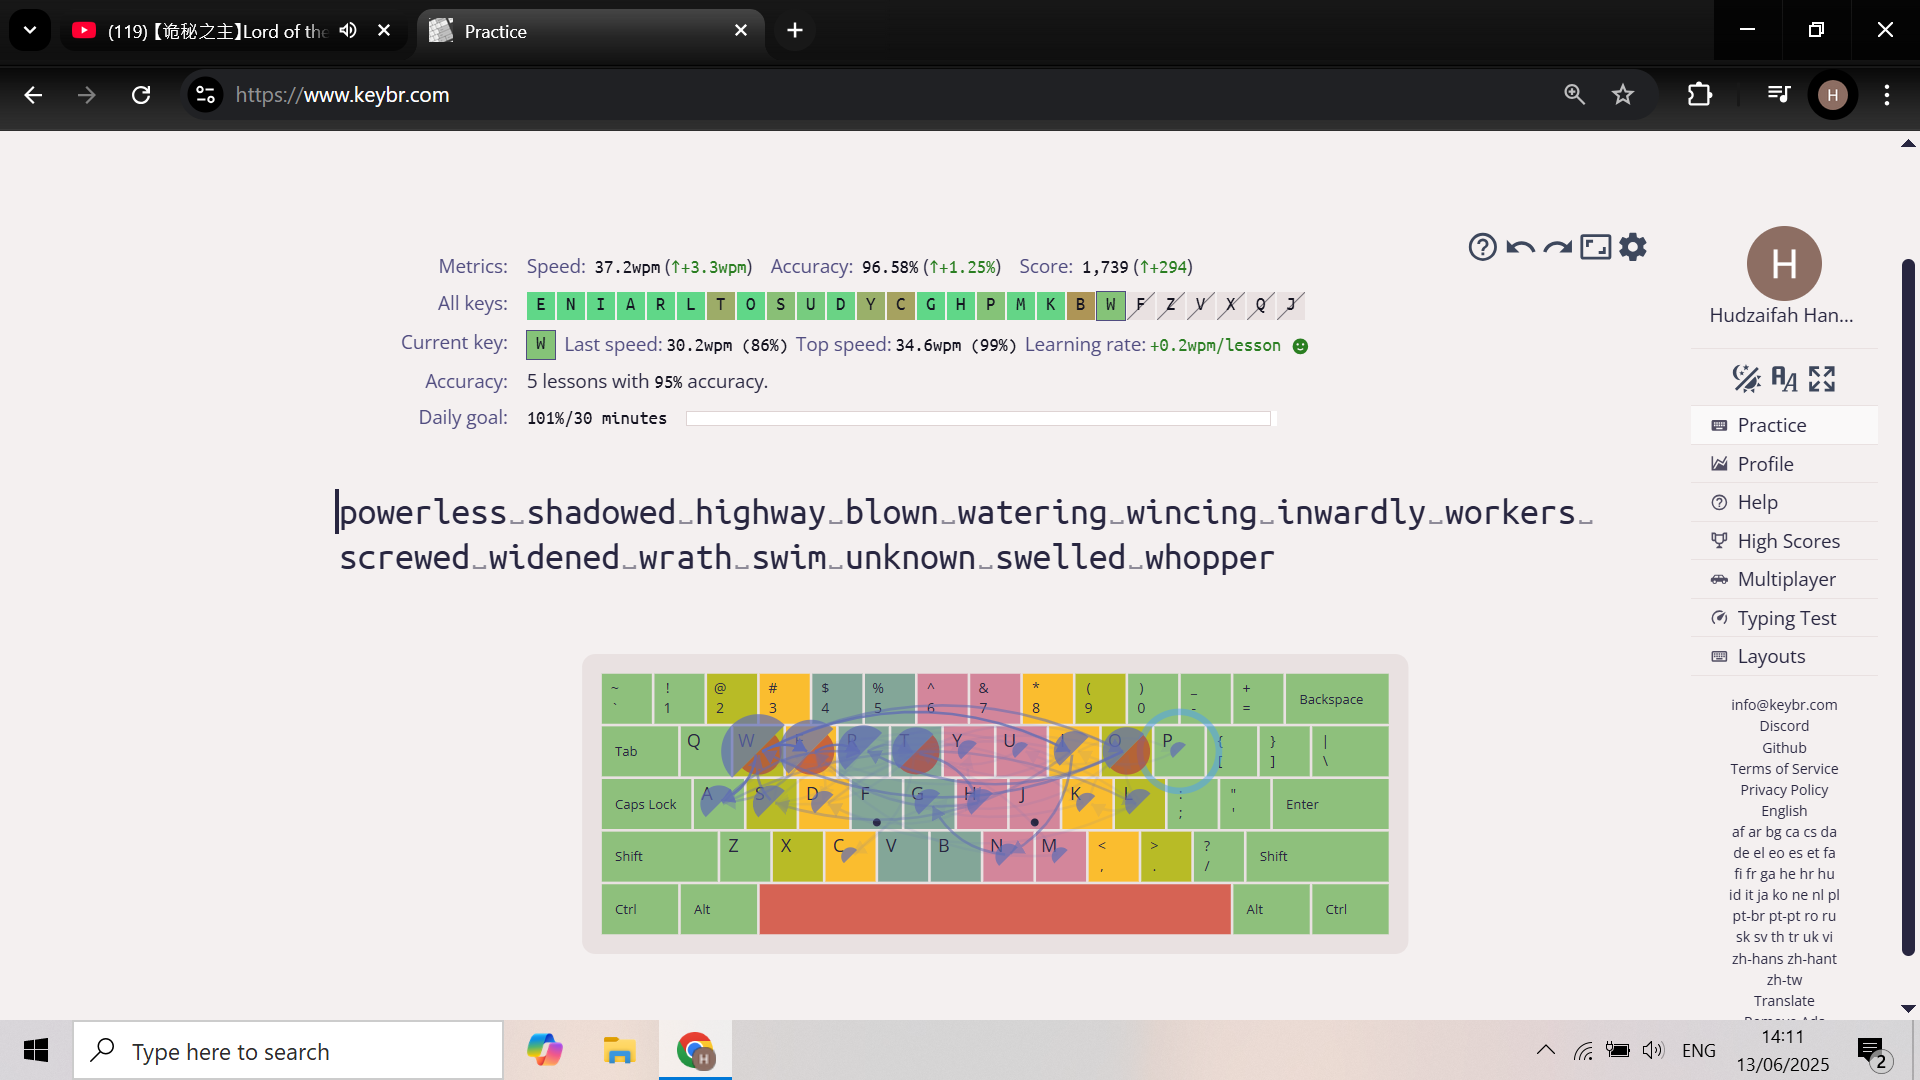 (119) 【诡秘之主】Lord of the
Practice
https://www.keybr.com
H
Metrics: Speed: 37.2wpm (↑+3.3wpm) Accuracy: 96.58% (↑+1.25%) Score: 1,739 (↑+294)
All keys: E N I A R L T O S U D Y C G H P M K B W F Z V X Q J
Current key: W Last speed: 30.2wpm (86%) Top speed: 34.6wpm (99%) Learning rate: +0.2wpm/lesson
Accuracy: 5 lessons with 95% accuracy.
Daily goal: 101%/30 minutes
powerless␣shadowed␣highway␣blown␣watering␣wincing␣inwardly␣workers␣
screwed␣widened␣wrath␣swim␣unknown␣swelled␣whopper
~ ! @ # $ % ^ & * ( ) _ +
` 1 2 3 4 5 6 7 8 9 0 - = Backspace
Tab Q W E R T Y U I O P { } |
[ ] \
Caps Lock A S D F G H J K L : " Enter
; '
Shift Z X C V B N M < > ? Shift
, . /
Ctrl Alt Alt Ctrl
H
Hudzaifah Han...
Practice
Profile
Help
High Scores
Multiplayer
Typing Test
Layouts
info@keybr.com
Discord
Github
Terms of Service
Privacy Policy
English
af ar bg ca cs da
de el eo es et fa
fi fr ga he hr hu
id it ja ko ne nl pl
pt-br pt-pt ro ru
sk sv th tr uk vi
zh-hans zh-hant
zh-tw
Translate
Type here to search
H
ENG
14:11
13/06/2025
2